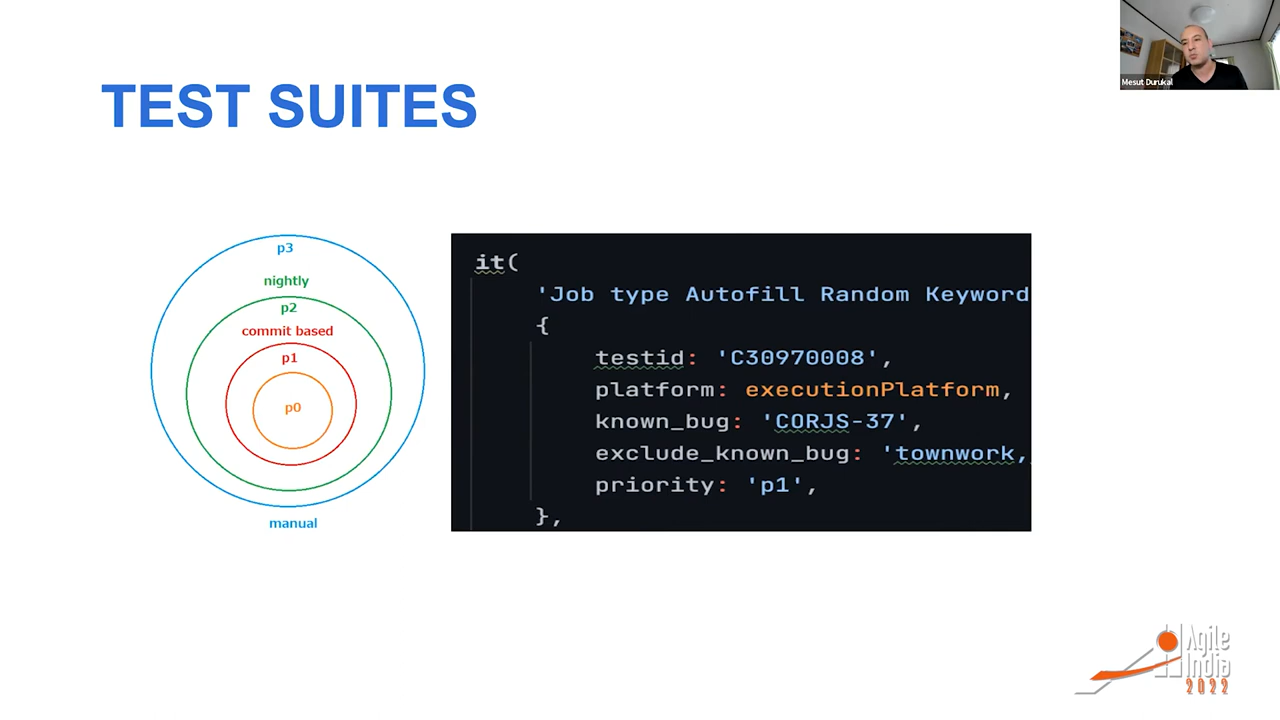 Mesut Durukal
TEST SUITES
p3
nightly
p2
commit based
p1
p0
manual
it(
'Job type Autofill Random Keyword
{
testid: 'C30970008',
platform: executionPlatform,
known_bug: 'CORJS-37',
exclude_known_bug: 'townwork,
priority: 'p1',
},
Agile
India
2022